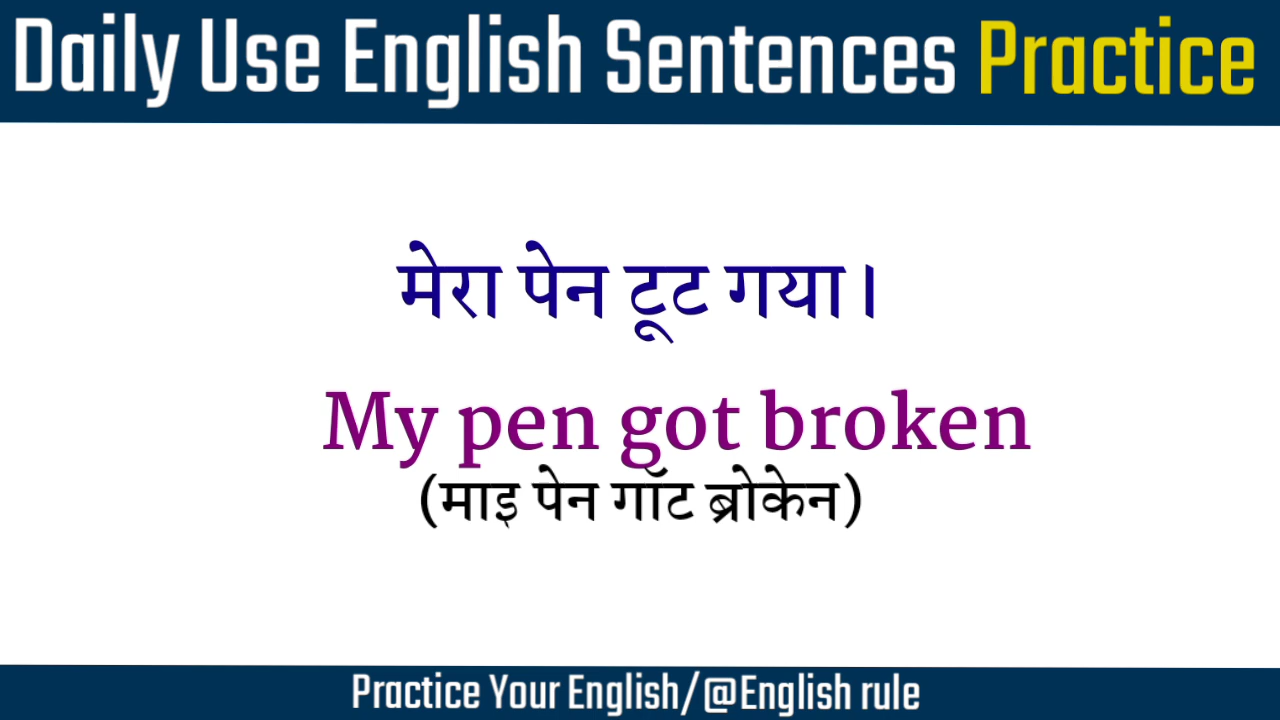 Daily Use English Sentences Practice
मेरा पेन टूट गया।
My pen got broken
(माइ पेन गॉट ब्रोकेन)
Practice Your English/@English rule